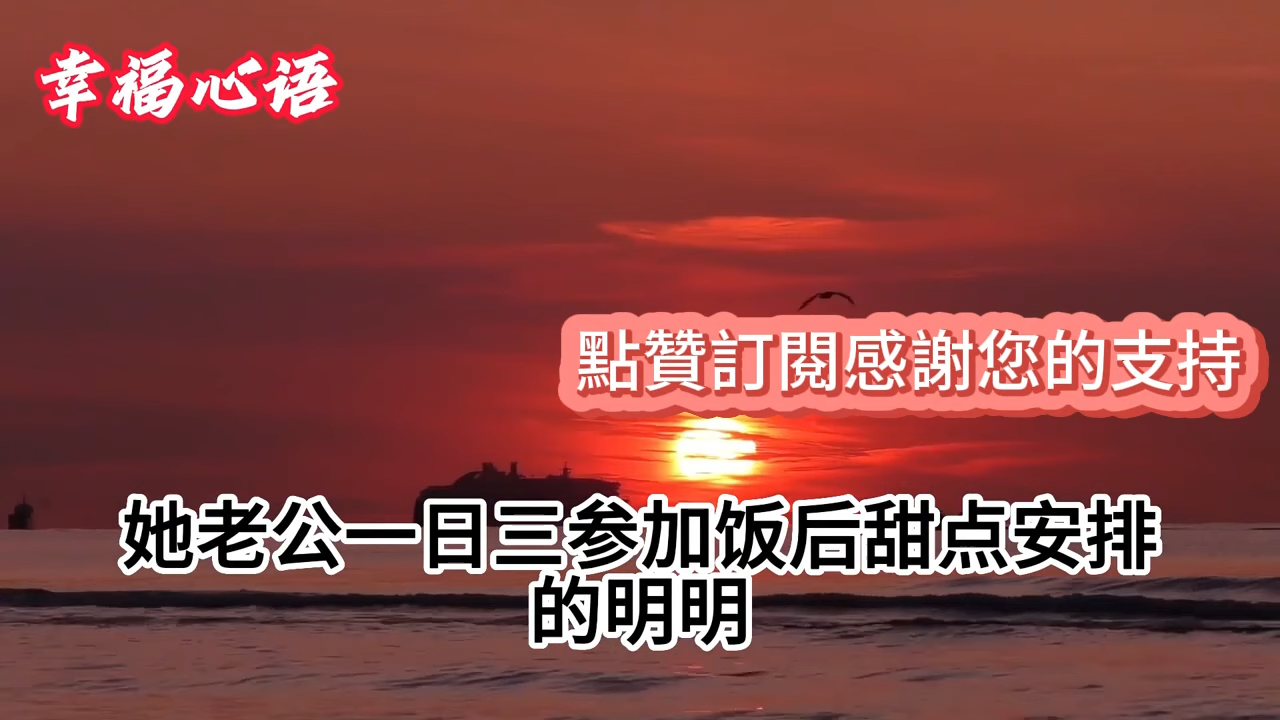 幸福心语
點贊訂閱感謝您的支持
她老公一日三参加饭后甜点安排
的明明